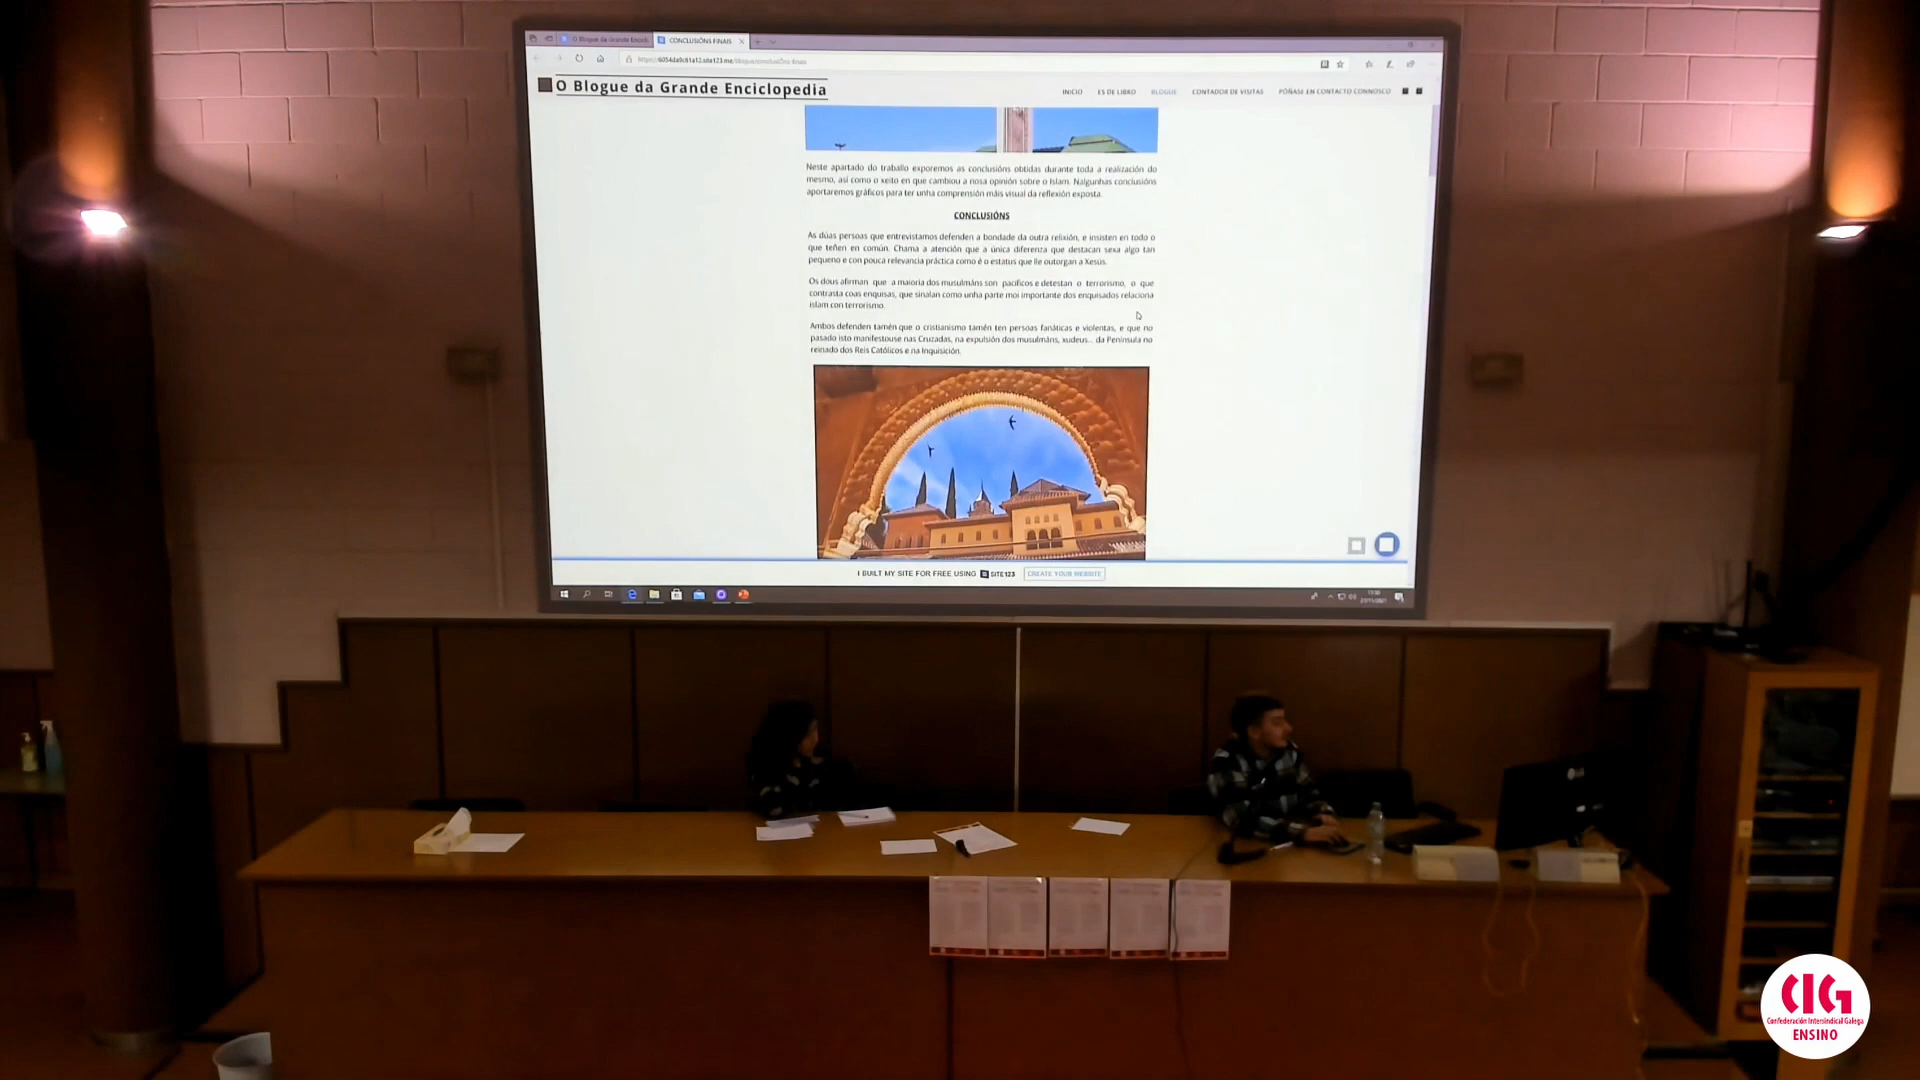 O Blogue da Grande Encicl
CONCLUSIÓNS FINAIS
O Blogue da Grande Enciclopedia
INICIO
ES DE LIBRO
BLOGUE
CONTADOR DE VISITAS
PÓÑASE EN CONTACTO CONNOSCO
Neste apartado do traballo exporemos as conclusións obtidas durante toda a realización do
mesmo, así como o xeito en que cambiou a nosa opinión sobre o Islam. Nalgunhas conclusións
aportaremos gráficos para ter unha comprensión máis visual da reflexión exposta.
CONCLUSIÓNS
As dúas persoas que entrevistamos defenden a bondade da outra relixión, e insisten en todo o
que teñen en común. Chama a atención que a única diferenza que destacan sexa algo tan
pequeno e con pouca relevancia práctica como é o estatus que lle outorgan a Xesús.
Os dous afirman que a maioría dos musulmáns son pacíficos e detestan o terrorismo, o que
contrasta coas enquisas, que sinalan como unha parte moi importante dos enquisados relaciona
islam con terrorismo.
Ambos defenden tamén que o cristianismo tamén ten persoas fanáticas e violentas, e que no
pasado isto manifestouse nas Cruzadas, na expulsión dos musulmáns, xudeus... da Península no
reinado dos Reis Católicos e na Inquisición.
I BUILT MY SITE FOR FREE USING
SITE123
CREATE YOUR WEBSITE
CIG
Confederación Intersindical Galega
ENSINO